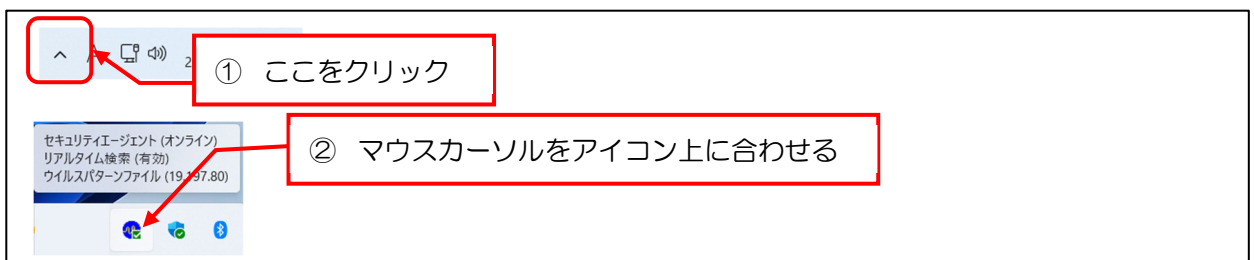 A
2
① ここをクリック
セキュリティエージェント (オンライン)
リアルタイム検索 (有効)
ウイルスパターンファイル (19.197.80)
② マウスカーソルをアイコン上に合わせる